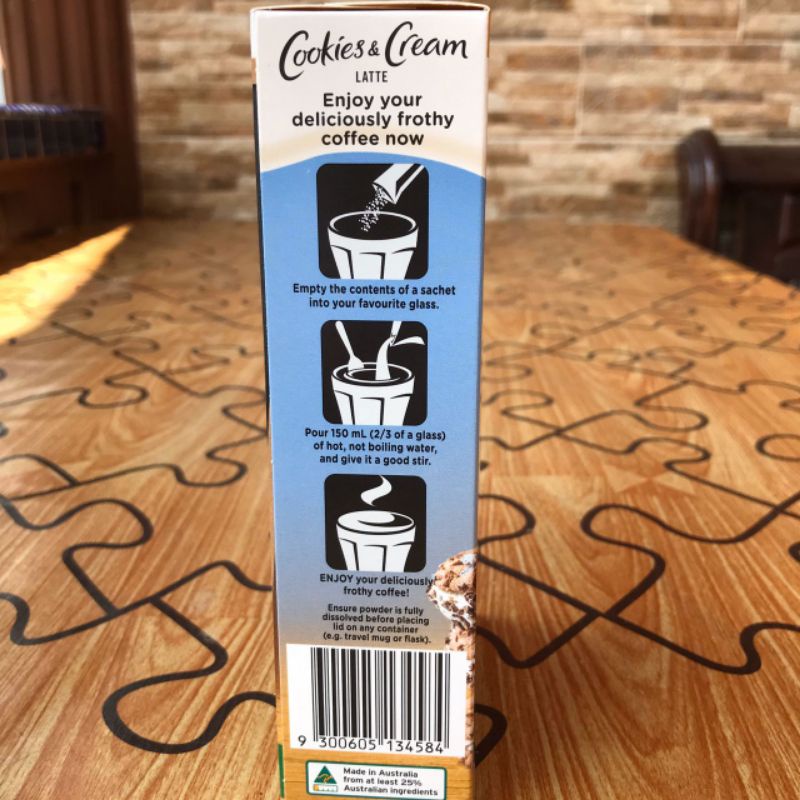 Cookies & Cream
LATTE
Enjoy your
deliciously frothy
coffee now
Empty the contents of a sachet
into your favourite glass.
Pour 150 mL (2/3 of a glass)
of hot, not boiling water,
and give it a good stir.
ENJOY your deliciously
frothy coffee!
Ensure powder is fully
dissolved before placing
lid on any container
(e.g. travel mug or flask).
9 300605 134584
Made in Australia
from at least 25%
Australian ingredients